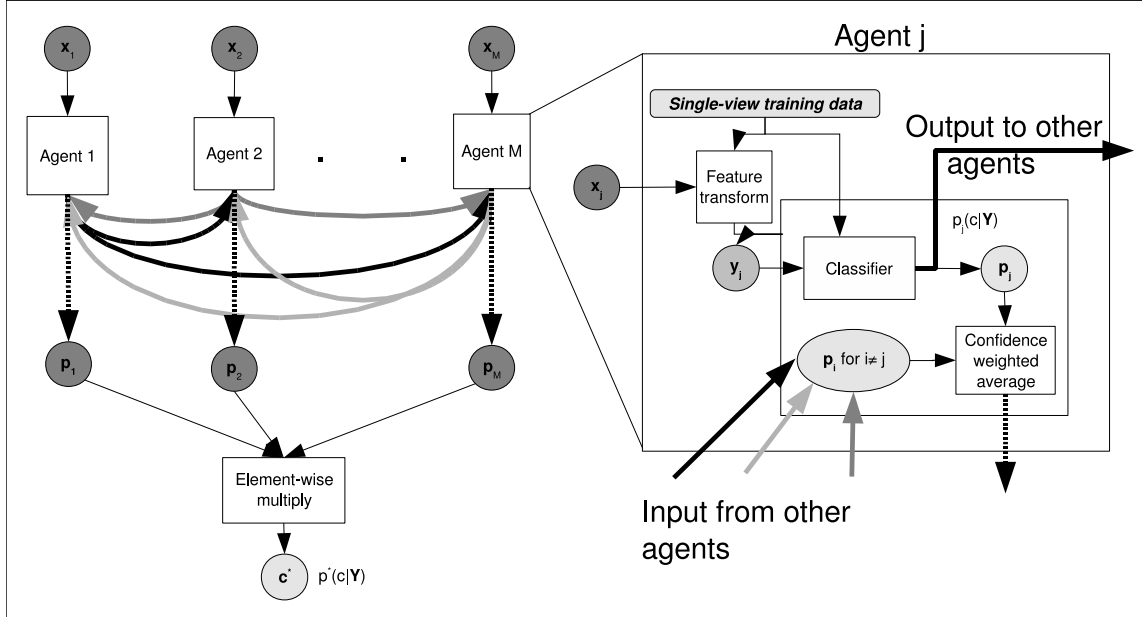 x1
x2
xM
Agent 1
Agent 2
. .
Agent M
p1
p2
pM
Element-wise
multiply
c*
p*(c|Y)
Agent j
Single-view training data
Output to other
agents
xj
Feature
transform
pj(c|Y)
yj
Classifier
pj
pi for i≠ j
Confidence
weighted
average
Input from other
agents